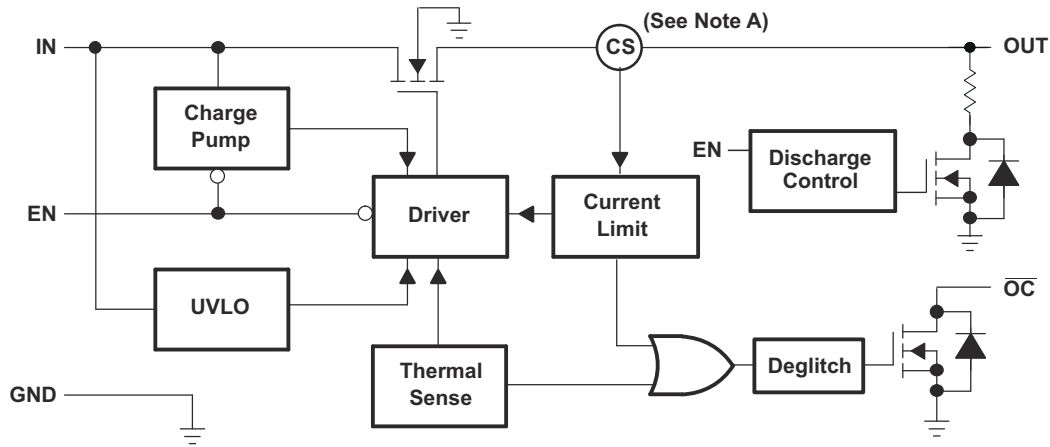 (See Note A)
IN
CS
OUT
Charge
Pump
EN
Discharge
Control
EN
Driver
Current
Limit
UVLO
OC
Thermal
Sense
Deglitch
GND